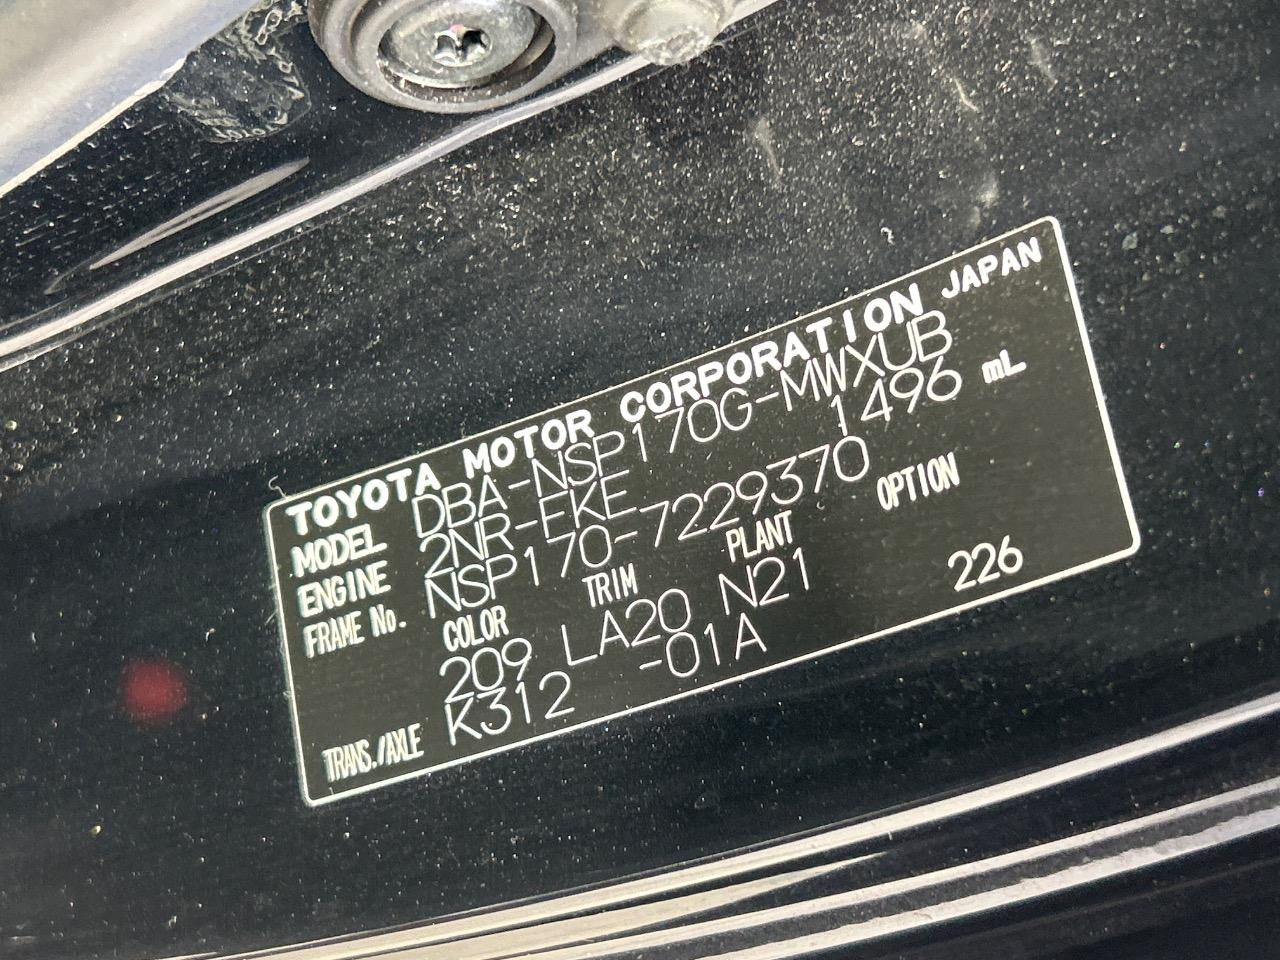 TOYOTA MOTOR CORPORATION JAPAN
MODEL DBA-NSP170G-MWXUB
ENGINE 2NR-FKE 1496 mL
FRAME No. NSP170-7229370
COLOR TRIM PLANT OPTION
209 LA20 N21 226
TRANS./AXLE K312 -01A